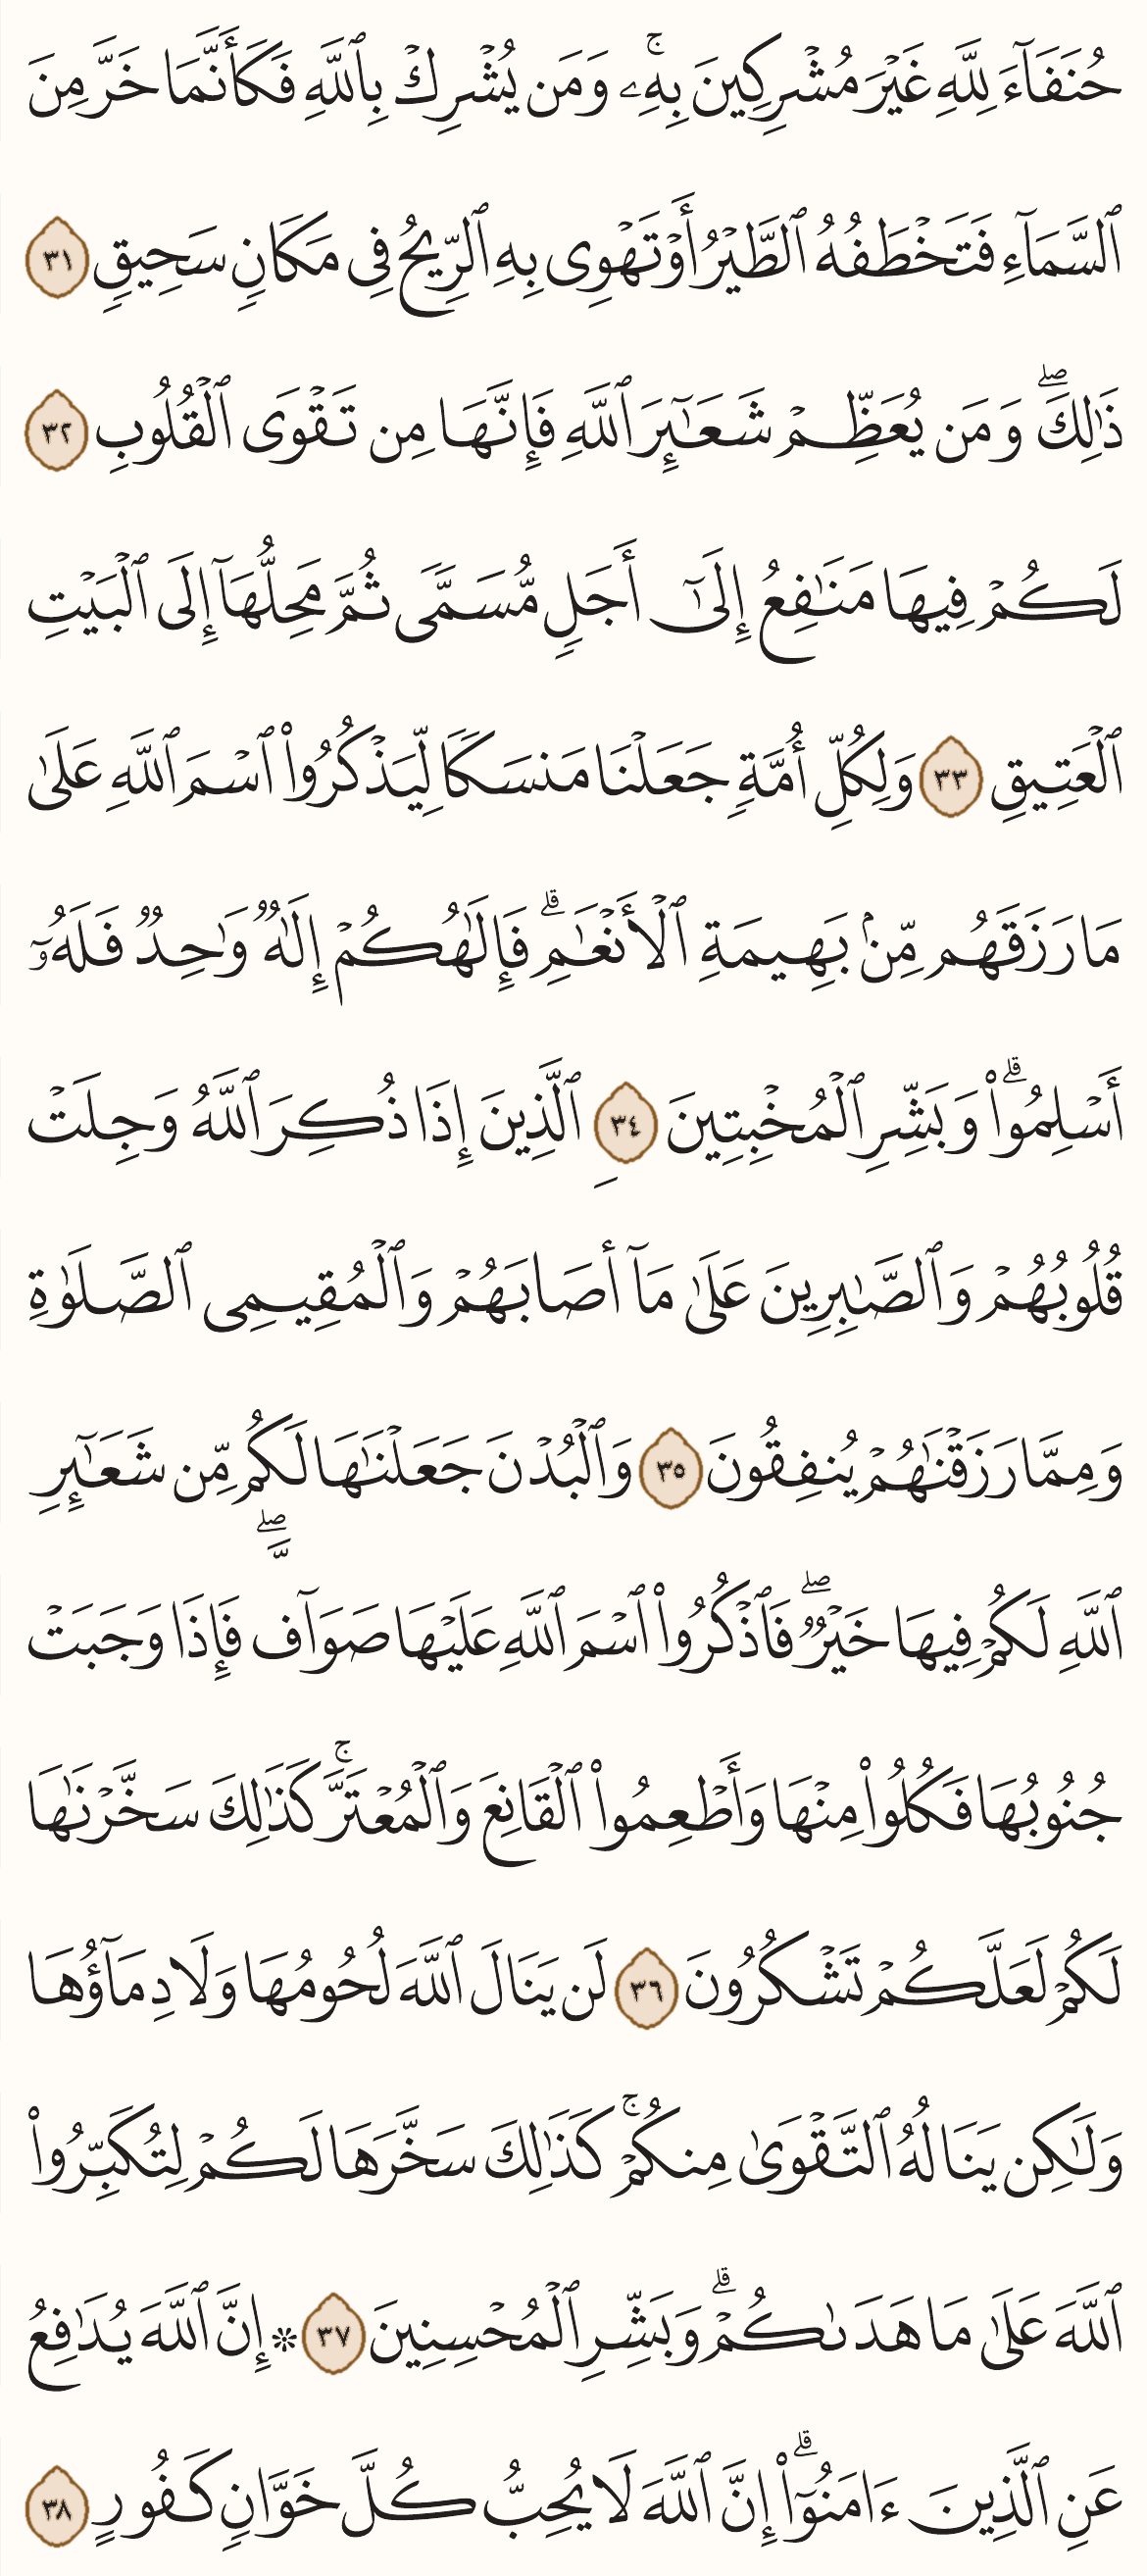 حُنَفَآءَ لِلَّهِ غَيۡرَ مُشۡرِكِينَ بِهِۦۚ وَمَن يُشۡرِكۡ بِٱللَّهِ فَكَأَنَّمَا خَرَّ مِنَ
ٱلسَّمَآءِ فَتَخۡطَفُهُ ٱلطَّيۡرُ أَوۡ تَهۡوِي بِهِ ٱلرِّيحُ فِي مَكَانٖ سَحِيقٖ ٣١
ذَٰلِكَۖ وَمَن يُعَظِّمۡ شَعَٰٓئِرَ ٱللَّهِ فَإِنَّهَا مِن تَقۡوَى ٱلۡقُلُوبِ ٣٢
لَكُمۡ فِيهَا مَنَٰفِعُ إِلَىٰٓ أَجَلٖ مُّسَمّٗى ثُمَّ مَحِلُّهَآ إِلَى ٱلۡبَيۡتِ
ٱلۡعَتِيقِ ٣٣ وَلِكُلِّ أُمَّةٖ جَعَلۡنَا مَنسَكٗا لِّيَذۡكُرُواْ ٱسۡمَ ٱللَّهِ عَلَىٰ
مَا رَزَقَهُم مِّنۢ بَهِيمَةِ ٱلۡأَنۡعَٰمِۗ فَإِلَٰهُكُمۡ إِلَٰهٞ وَٰحِدٞ فَلَهُۥٓ
أَسۡلِمُواْۗ وَبَشِّرِ ٱلۡمُخۡبِتِينَ ٣٤ ٱلَّذِينَ إِذَا ذُكِرَ ٱللَّهُ وَجِلَتۡ
قُلُوبُهُمۡ وَٱلصَّٰبِرِينَ عَلَىٰ مَآ أَصَابَهُمۡ وَٱلۡمُقِيمِي ٱلصَّلَوٰةِ
وَمِمَّا رَزَقۡنَٰهُمۡ يُنفِقُونَ ٣٥ وَٱلۡبُدۡنَ جَعَلۡنَٰهَا لَكُم مِّن شَعَٰٓئِرِ
ٱللَّهِ لَكُمۡ فِيهَا خَيۡرٞۖ فَٱذۡكُرُواْ ٱسۡمَ ٱللَّهِ عَلَيۡهَا صَوَآفَّۖ فَإِذَا وَجَبَتۡ
جُنُوبُهَا فَكُلُواْ مِنۡهَا وَأَطۡعِمُواْ ٱلۡقَانِعَ وَٱلۡمُعۡتَرَّۚ كَذَٰلِكَ سَخَّرۡنَٰهَا
لَكُمۡ لَعَلَّكُمۡ تَشۡكُرُونَ ٣٦ لَن يَنَالَ ٱللَّهَ لُحُومُهَا وَلَا دِمَآؤُهَا
وَلَٰكِن يَنَالُهُ ٱلتَّقۡوَىٰ مِنكُمۡۚ كَذَٰلِكَ سَخَّرَهَا لَكُمۡ لِتُكَبِّرُواْ
ٱللَّهَ عَلَىٰ مَا هَدَىٰكُمۡۗ وَبَشِّرِ ٱلۡمُحۡسِنِينَ ٣٧ ۞ إِنَّ ٱللَّهَ يُدَٰفِعُ
عَنِ ٱلَّذِينَ ءَامَنُوٓاْۗ إِنَّ ٱللَّهَ لَا يُحِبُّ كُلَّ خَوَّانٖ كَفُورٍ ٣٨